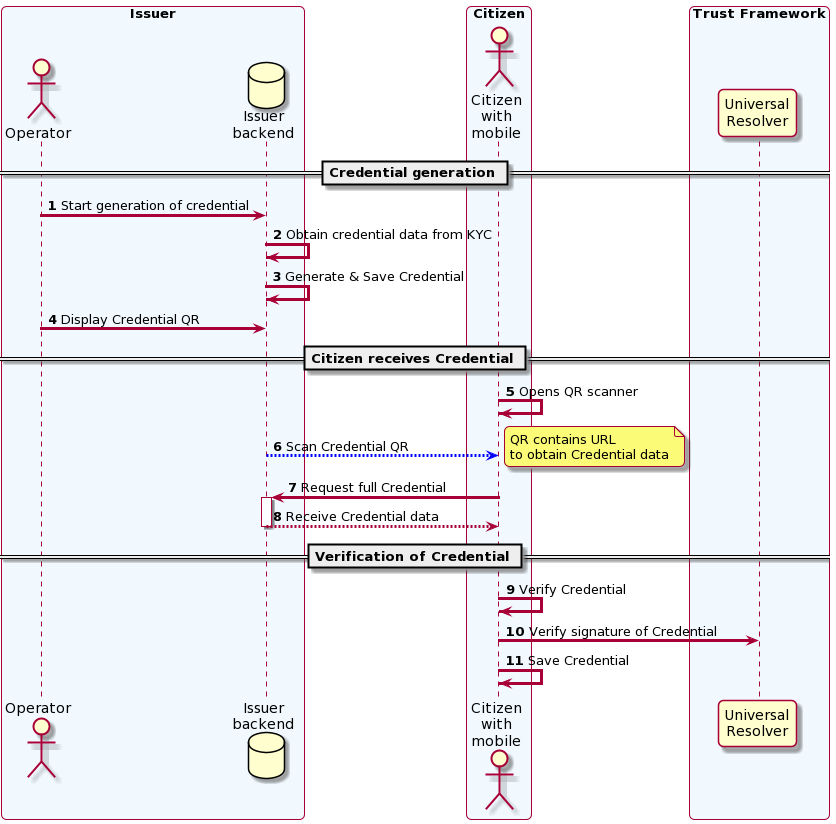 Issuer
Citizen
Trust Framework
Operator
Issuer
backend
Citizen
with
mobile
Universal
Resolver
Credential generation
1 Start generation of credential
2 Obtain credential data from KYC
3 Generate & Save Credential
4 Display Credential QR
Citizen receives Credential
5 Opens QR scanner
6 Scan Credential QR
QR contains URL
to obtain Credential data
7 Request full Credential
8 Receive Credential data
Verification of Credential
9 Verify Credential
10 Verify signature of Credential
11 Save Credential
Operator
Issuer
backend
Citizen
with
mobile
Universal
Resolver